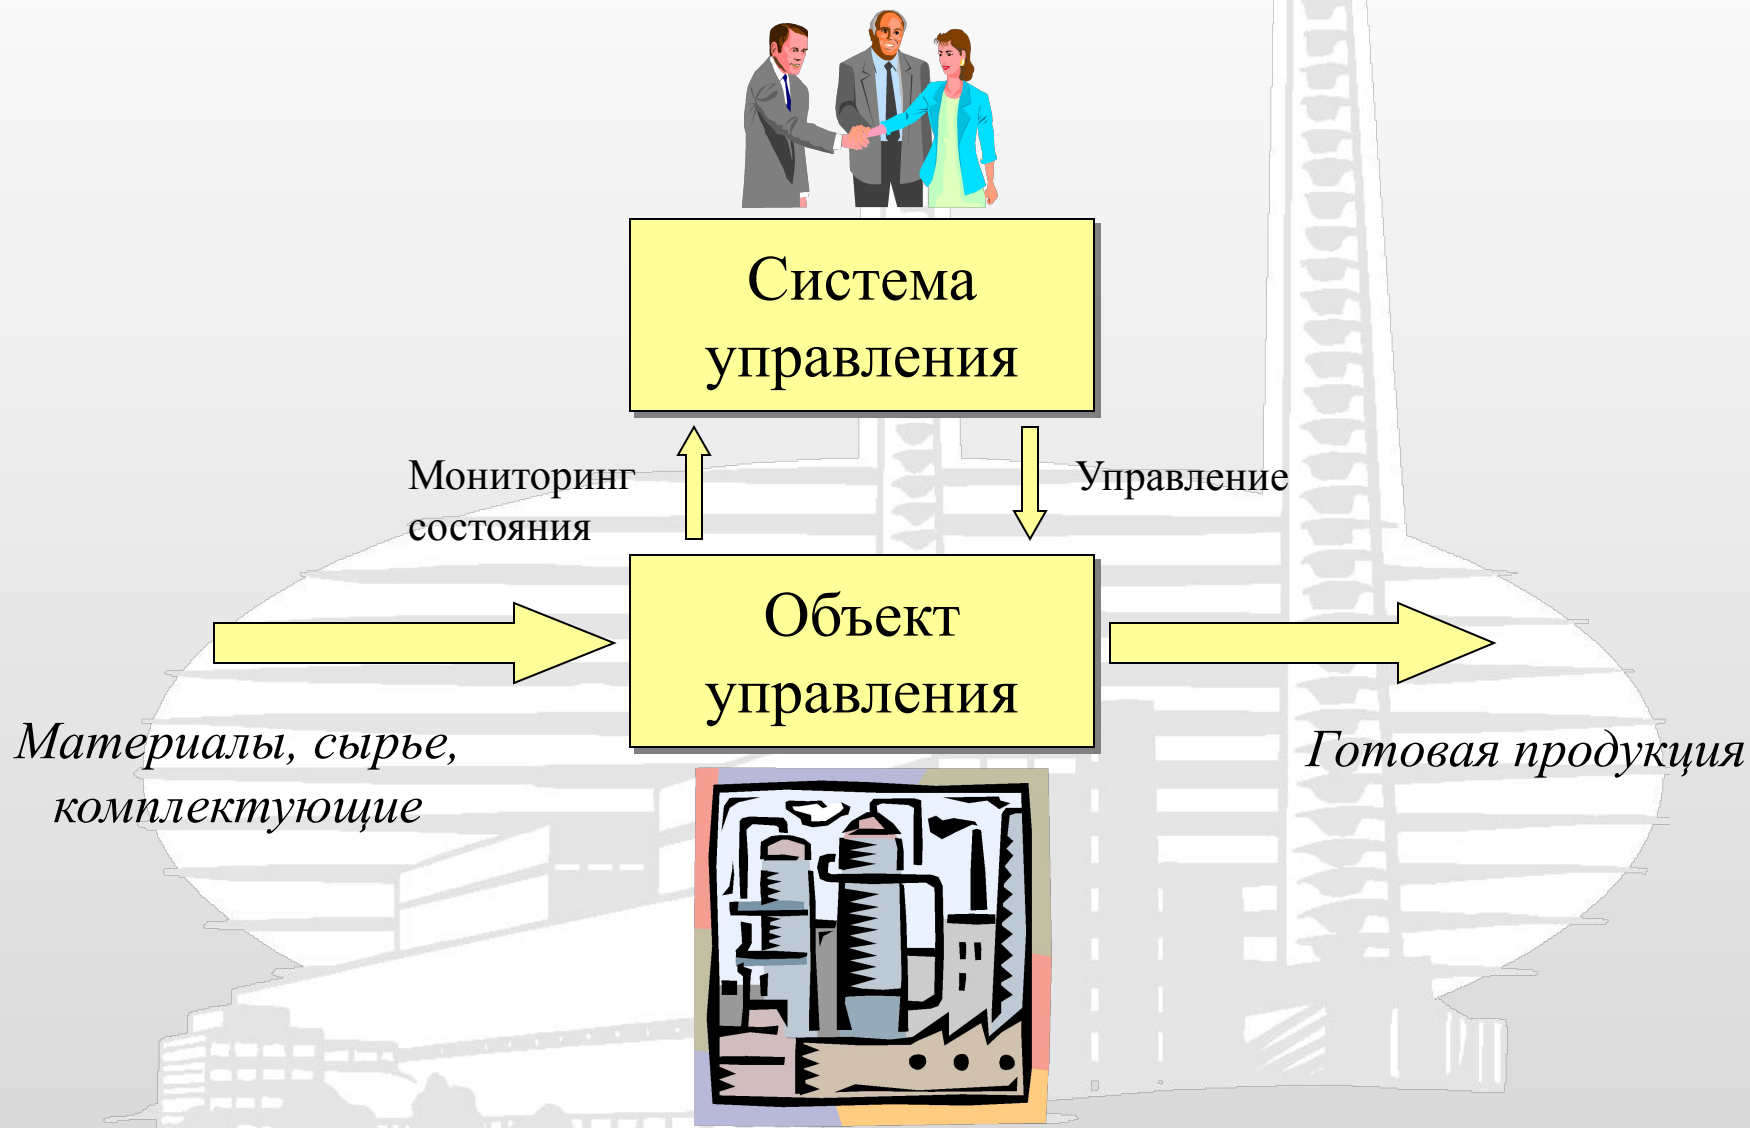 Система
управления
Мониторинг
состояния
Управление
Объект
управления
Материалы, сырье,
комплектующие
Готовая продукция